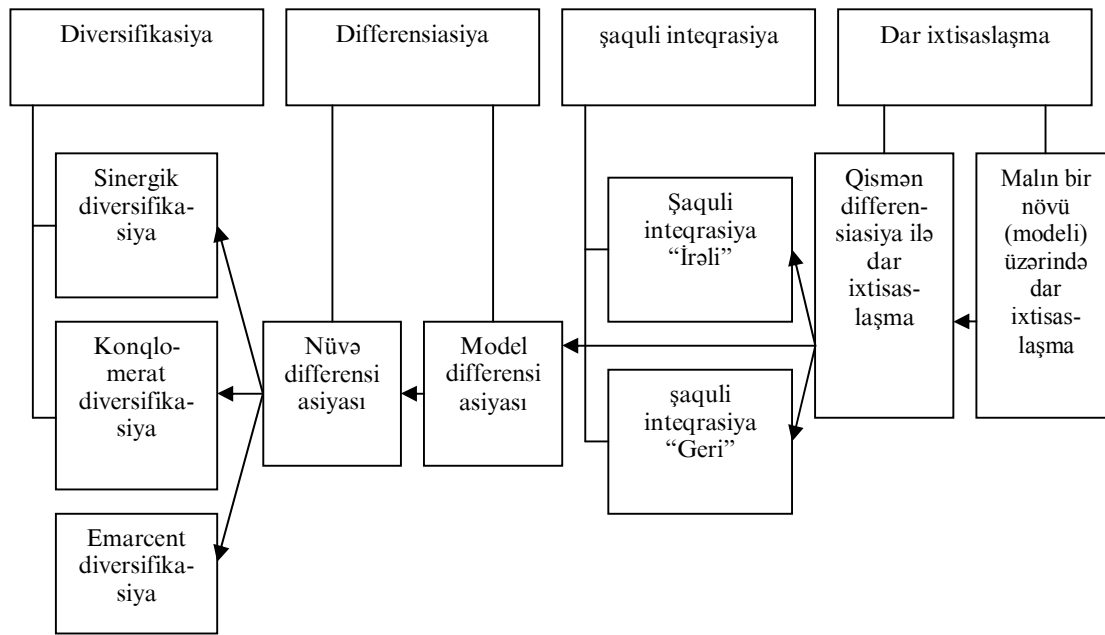 Diversifikasiya
Differensiasiya
şaquli inteqrasiya
Dar ixtisaslaşma
Sinergik
diversifika-
siya
Konqlo-
merat
diversifika-
siya
Emarcent
diversifika-
siya
Nüvə
differensi
asiyası
Model
differensi
asiyası
Şaquli
inteqrasiya
“İrəli”
şaquli
inteqrasiya
“Geri”
Qismən
differen-
siasiya ilə
dar
ixtisas-
laşma
Malın bir
növü
(modeli)
üzərində
dar
ixtisas-
laşma